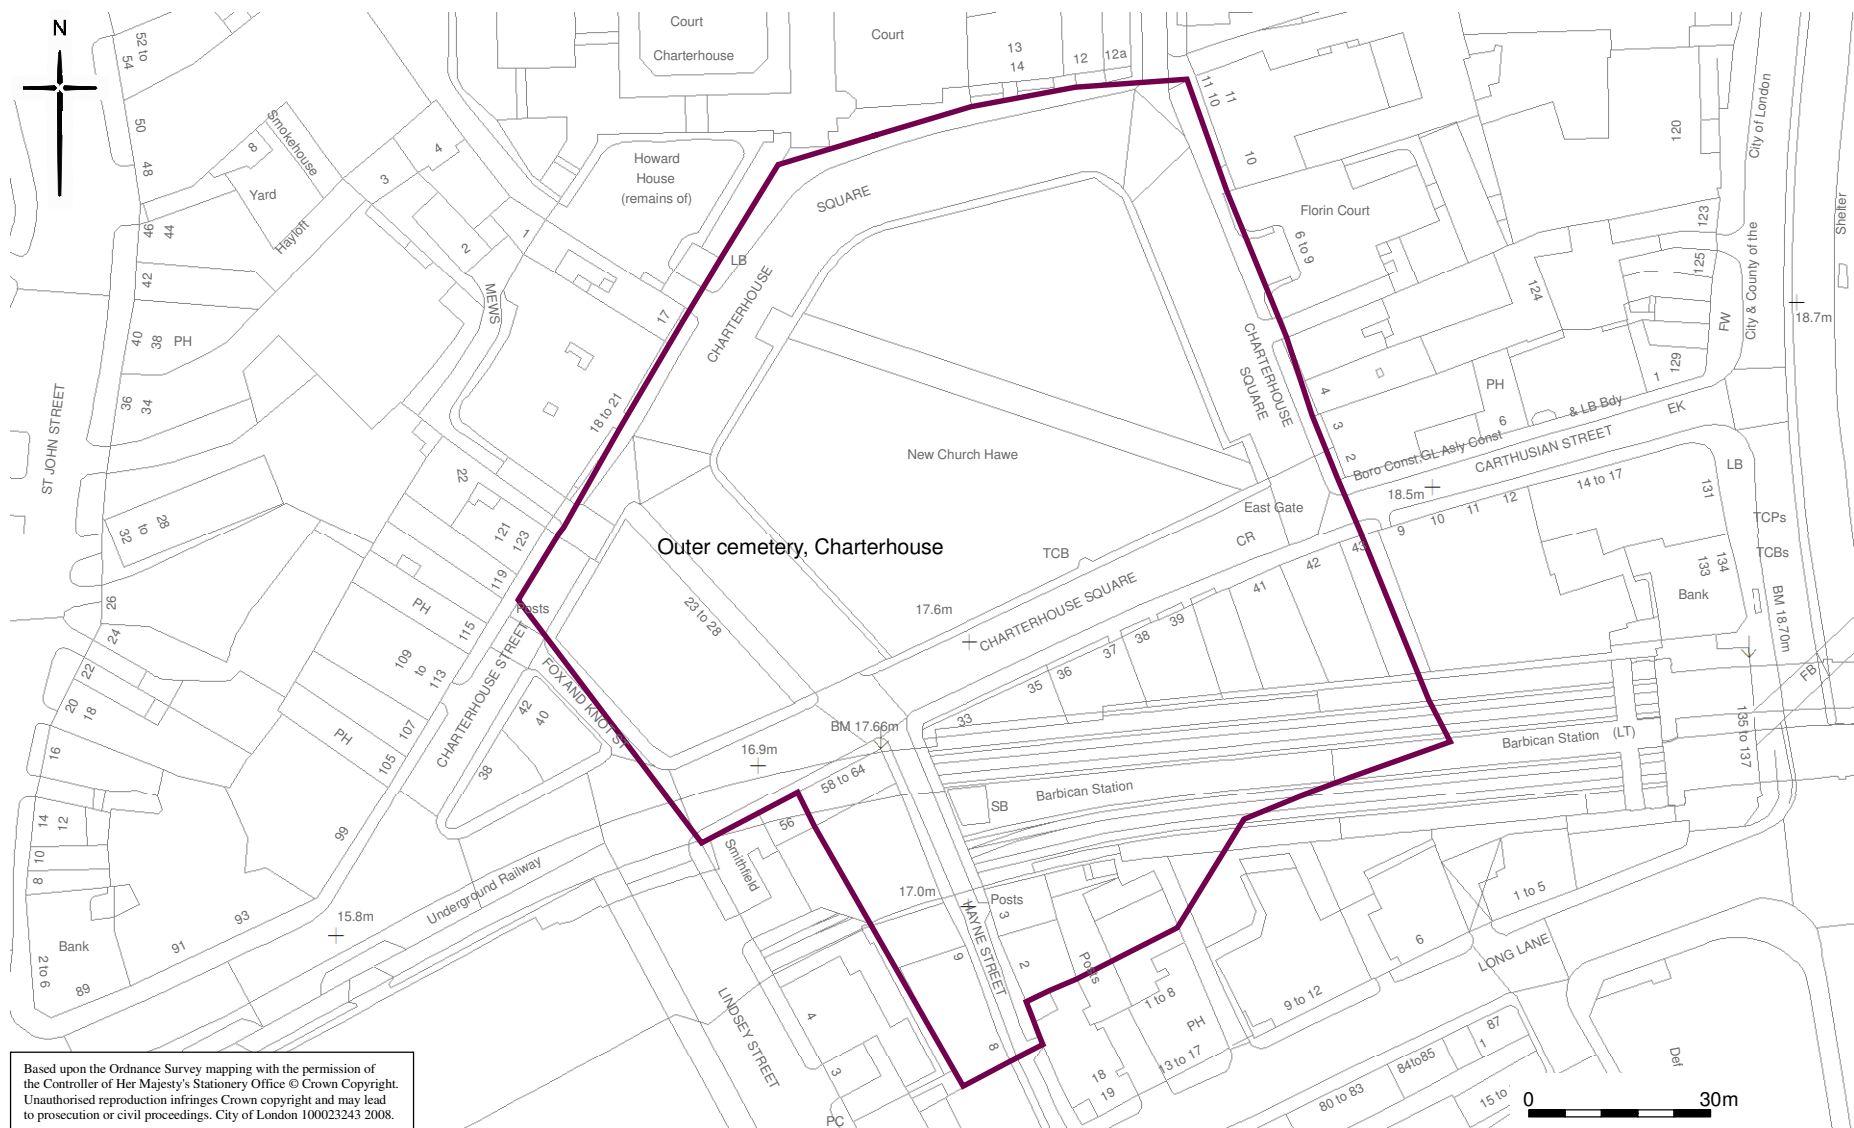 N
52 to
54
50
48
46
44
42
40
38
PH
36
34
ST JOHN STREET
32
to
28
26
24
22
20
18
16
14
12
10
8
Bank
2 to 6
89
91
93
99
8
Smokehouse
Yard
Hayloft
3
4
2
1
MEWS
Court
Charterhouse
Court
13
14
12
12a
Howard
House
(remains of)
LB
17
18 to 21
CHARTERHOUSE
SQUARE
22
121
123
119
PH
115
109
to
113
107
PH
105
CHARTERHOUSE STREET
Posts
FOX AND KNOT ST
42
40
38
New Church Hawe
Outer cemetery, Charterhouse
23 to 28
TCB
17.6m
CHARTERHOUSE SQUARE
East Gate
CR
43
42
41
39
38
37
36
35
33
BM 17.66m
16.9m
58 to 64
56
Smithfield
Underground Railway
15.8m
SB
Barbican Station
Barbican Station
(LT)
17.0m
Posts
HAYNE STREET
3
2
9
8
Posts
1 to 8
PH
13 to 17
18
19
LINDSEY STREET
4
3
PC
9 to 12
6
1 to 5
LONG LANE
87
1
84to85
80 to 83
15 to
Def
11
10
11
10
Florin Court
6 to 9
CHARTERHOUSE
SQUARE
4
3
2
PH
6
1
Boro Const,GL Asly Const
& LB Bdy
EK
CARTHUSIAN STREET
18.5m
9
10
11
12
14 to 17
131
LB
TCPs
TCBs
134
133
Bank
BM 18.70m
FB
135 to 137
120
123
125
124
129
FW
City of London
City & County of the
Shelter
18.7m
Based upon the Ordnance Survey mapping with the permission of
the Controller of Her Majesty's Stationery Office © Crown Copyright.
Unauthorised reproduction infringes Crown copyright and may lead
to prosecution or civil proceedings. City of London 100023243 2008.
0
30m